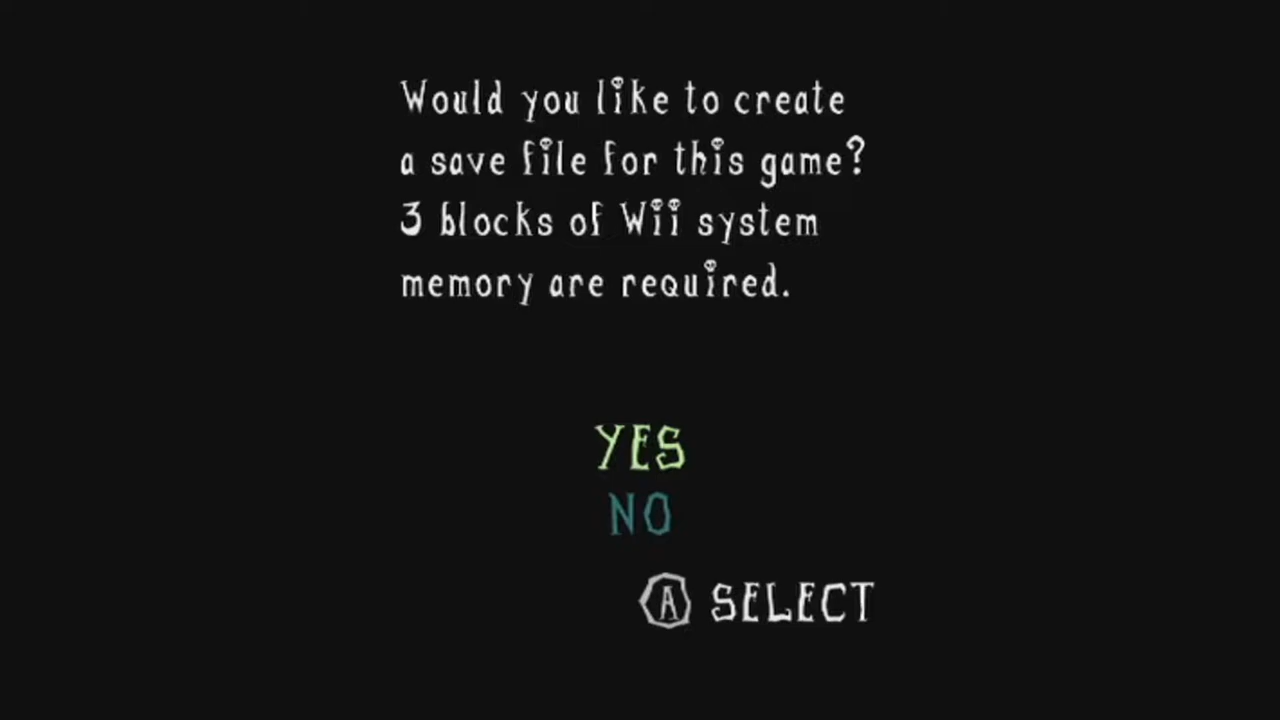 Would you like to create
a save file for this game?
3 blocks of Wii system
memory are required.
YES
NO
A SELECT